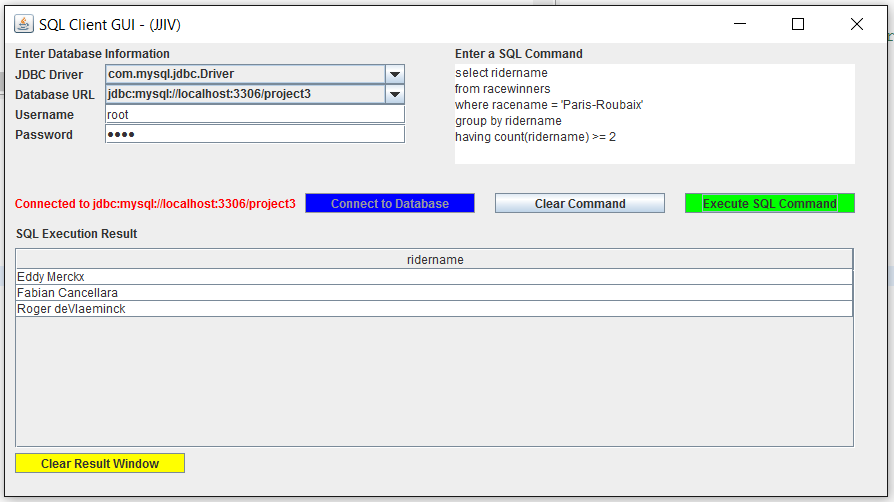 SQL Client GUI - (JJIV)
Enter Database Information
JDBC Driver com.mysql.jdbc.Driver
Database URL jdbc:mysql://localhost:3306/project3
Username root
Password ••••
Enter a SQL Command
select ridername
from racewinners
where racename = 'Paris-Roubaix'
group by ridername
having count(ridername) >= 2
Connected to jdbc:mysql://localhost:3306/project3 Connect to Database Clear Command Execute SQL Command
SQL Execution Result
ridername
Eddy Merckx
Fabian Cancellara
Roger deVlaeminck
Clear Result Window